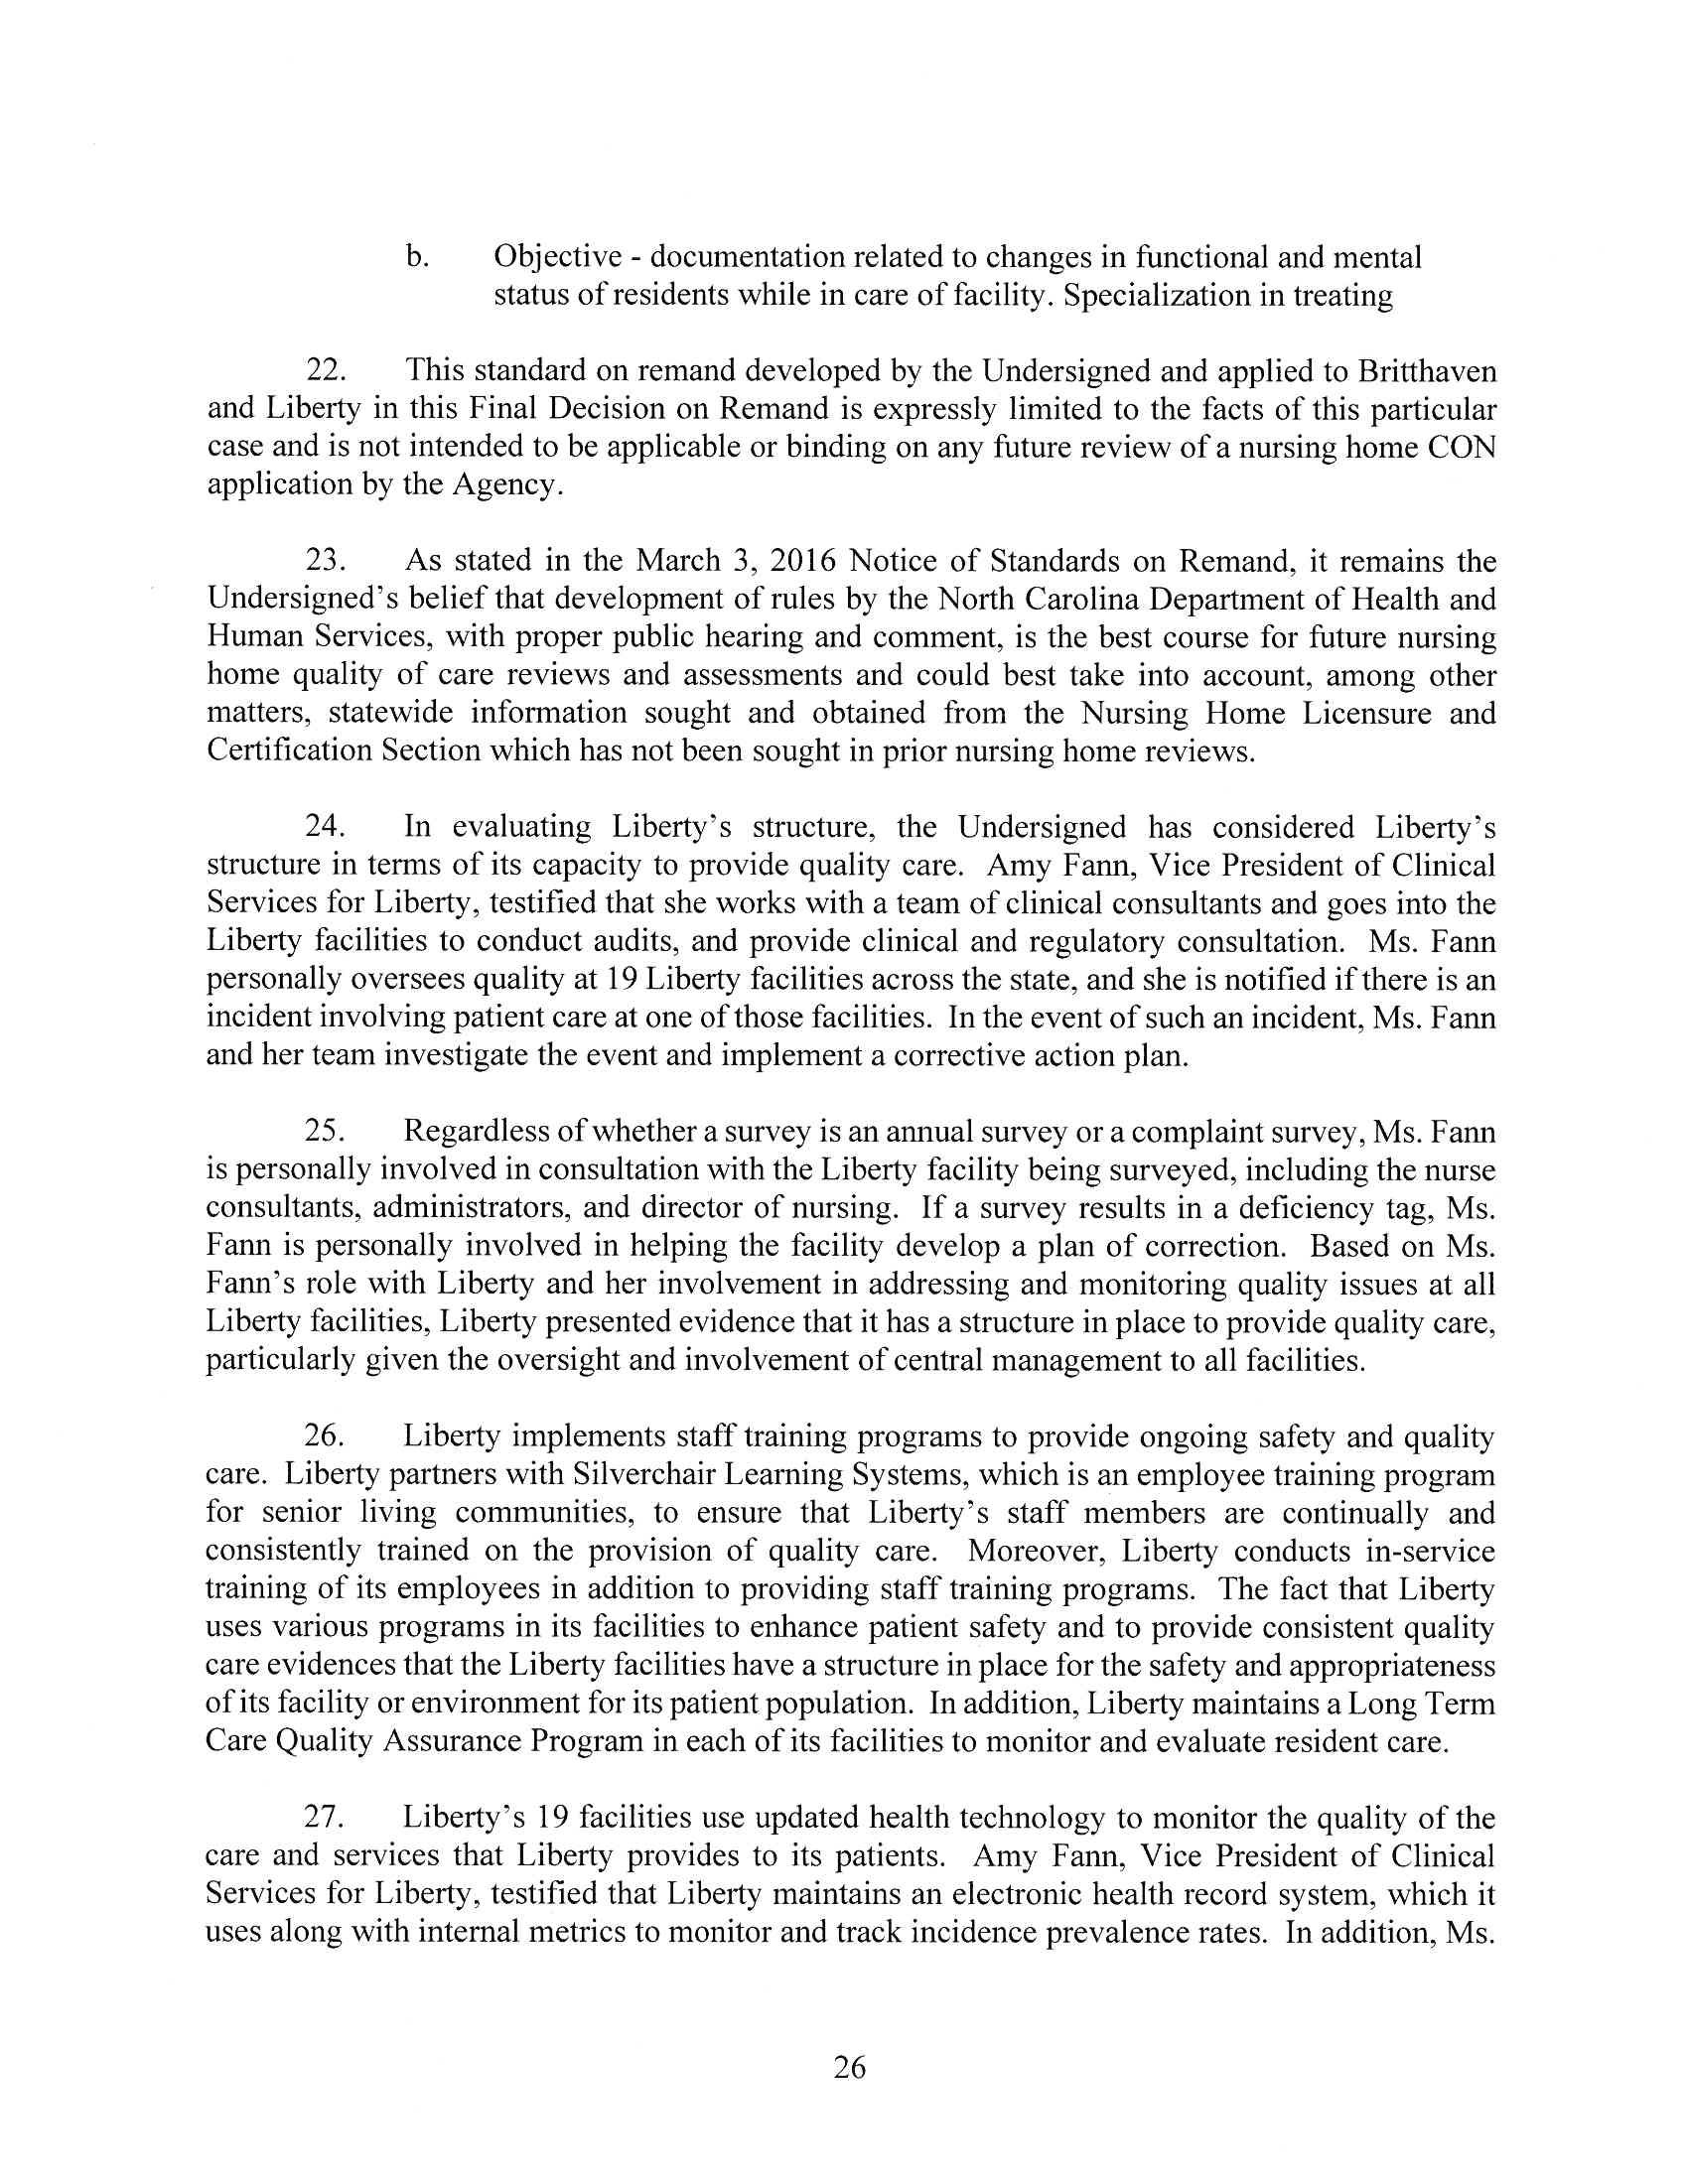 b. Objective - documentation related to changes in functional and mental
status of residents while in care of facility. Specialization in treating
22. This standard on remand developed by the Undersigned and applied to Britthaven
and Liberty in this Final Decision on Remand is expressly limited to the facts of this particular
case and is not intended to be applicable or binding on any future review of a nursing home CON
application by the Agency.
23. As stated in the March 3, 2016 Notice of Standards on Remand, it remains the
Undersigned's belief that development of rules by the North Carolina Department of Health and
Human Services, with proper public hearing and comment, is the best course for future nursing
home quality of care reviews and assessments and could best take into account, among other
matters, statewide information sought and obtained from the Nursing Home Licensure and
Certification Section which has not been sought in prior nursing home reviews.
24. In evaluating Liberty's structure, the Undersigned has considered Liberty's
structure in terms of its capacity to provide quality care. Amy Fann, Vice President of Clinical
Services for Liberty, testified that she works with a team of clinical consultants and goes into the
Liberty facilities to conduct audits, and provide clinical and regulatory consultation. Ms. Fann
personally oversees quality at 19 Liberty facilities across the state, and she is notified if there is an
incident involving patient care at one of those facilities. In the event of such an incident, Ms. Fann
and her team investigate the event and implement a corrective action plan.
25. Regardless of whether a survey is an annual survey or a complaint survey, Ms. Fann
is personally involved in consultation with the Liberty facility being surveyed, including the nurse
consultants, administrators, and director of nursing. If a survey results in a deficiency tag, Ms.
Fann is personally involved in helping the facility develop a plan of correction. Based on Ms.
Fann's role with Liberty and her involvement in addressing and monitoring quality issues at all
Liberty facilities, Liberty presented evidence that it has a structure in place to provide quality care,
particularly given the oversight and involvement of central management to all facilities.
26. Liberty implements staff training programs to provide ongoing safety and quality
care. Liberty partners with Silverchair Learning Systems, which is an employee training program
for senior living communities, to ensure that Liberty's staff members are continually and
consistently trained on the provision of quality care. Moreover, Liberty conducts in-service
training of its employees in addition to providing staff training programs. The fact that Liberty
uses various programs in its facilities to enhance patient safety and to provide consistent quality
care evidences that the Liberty facilities have a structure in place for the safety and appropriateness
of its facility or environment for its patient population. In addition, Liberty maintains a Long Term
Care Quality Assurance Program in each of its facilities to monitor and evaluate resident care.
27. Liberty's 19 facilities use updated health technology to monitor the quality of the
care and services that Liberty provides to its patients. Amy Fann, Vice President of Clinical
Services for Liberty, testified that Liberty maintains an electronic health record system, which it
uses along with internal metrics to monitor and track incidence prevalence rates. In addition, Ms.
26